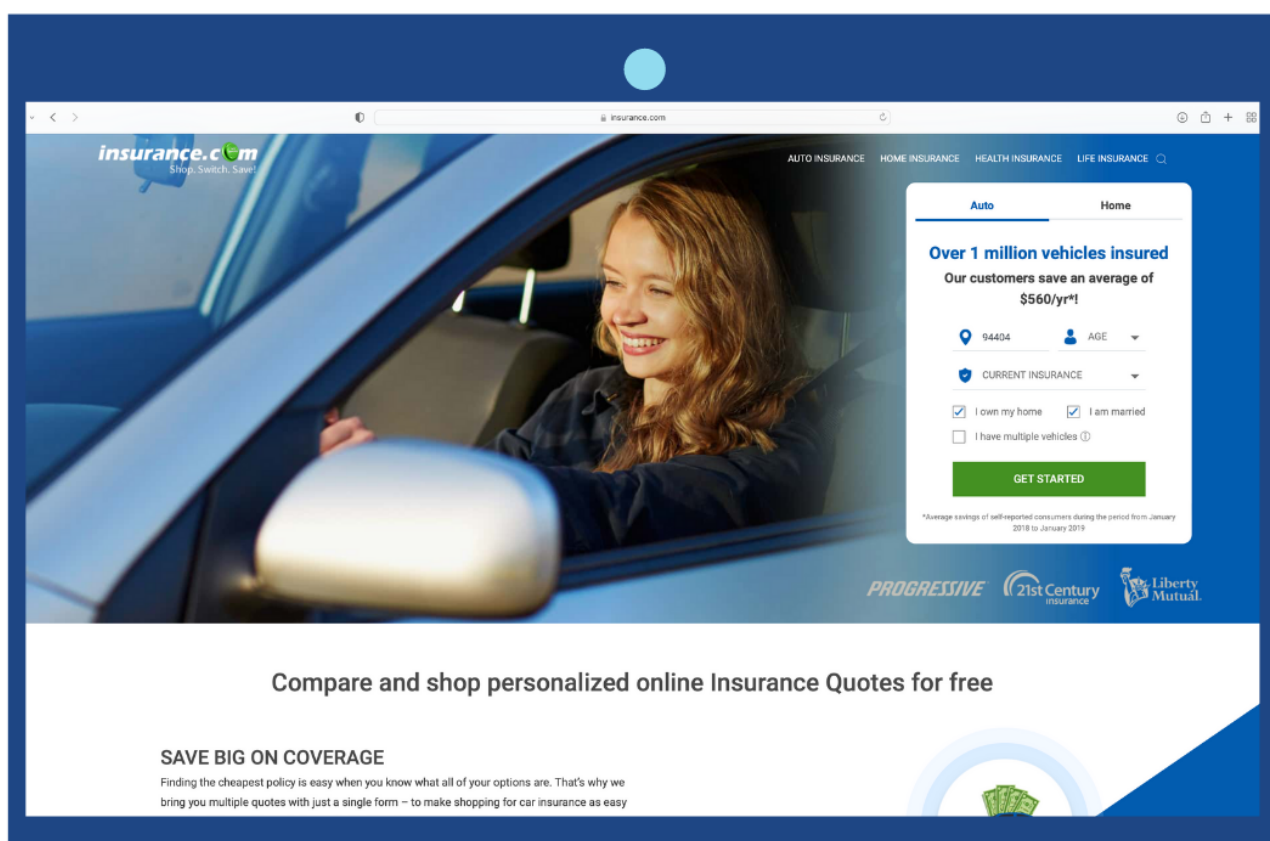 insurance.com
insurance.com
Shop. Switch. Save!
AUTO INSURANCE HOME INSURANCE HEALTH INSURANCE LIFE INSURANCE
Auto Home
Over 1 million vehicles insured
Our customers save an average of
$560/yr*!
94404 AGE
CURRENT INSURANCE
I own my home I am married
I have multiple vehicles
GET STARTED
*Average savings of self-reported consumers during the period from January
2018 to January 2019
PROGRESSIVE 21st Century insurance Liberty Mutual.
Compare and shop personalized online Insurance Quotes for free
SAVE BIG ON COVERAGE
Finding the cheapest policy is easy when you know what all of your options are. That's why we
bring you multiple quotes with just a single form – to make shopping for car insurance as easy